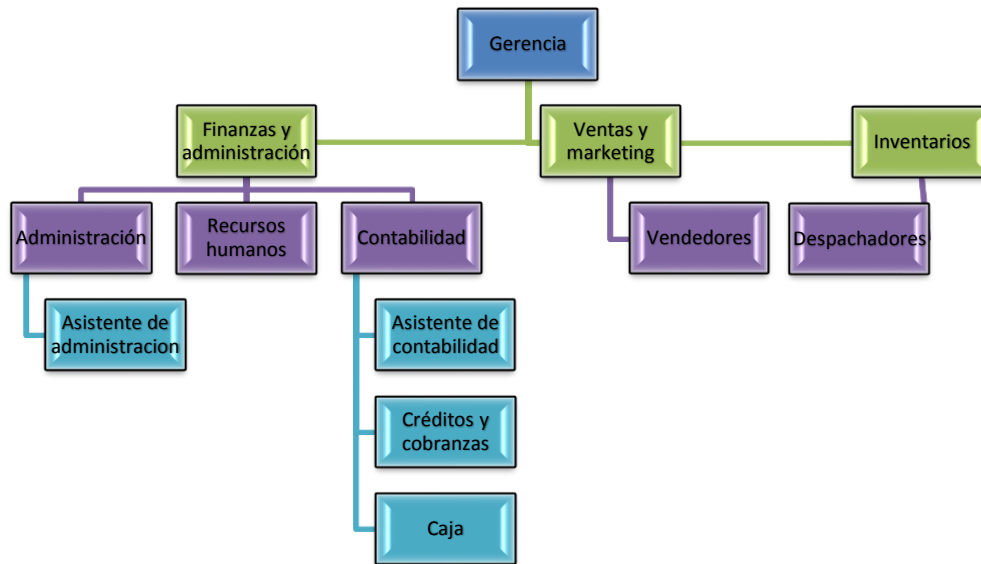 Gerencia
Finanzas y
administración
Ventas y
marketing
Inventarios
Administración
Recursos
humanos
Contabilidad
Vendedores
Despachadores
Asistente de
administracion
Asistente de
contabilidad
Créditos y
cobranzas
Caja